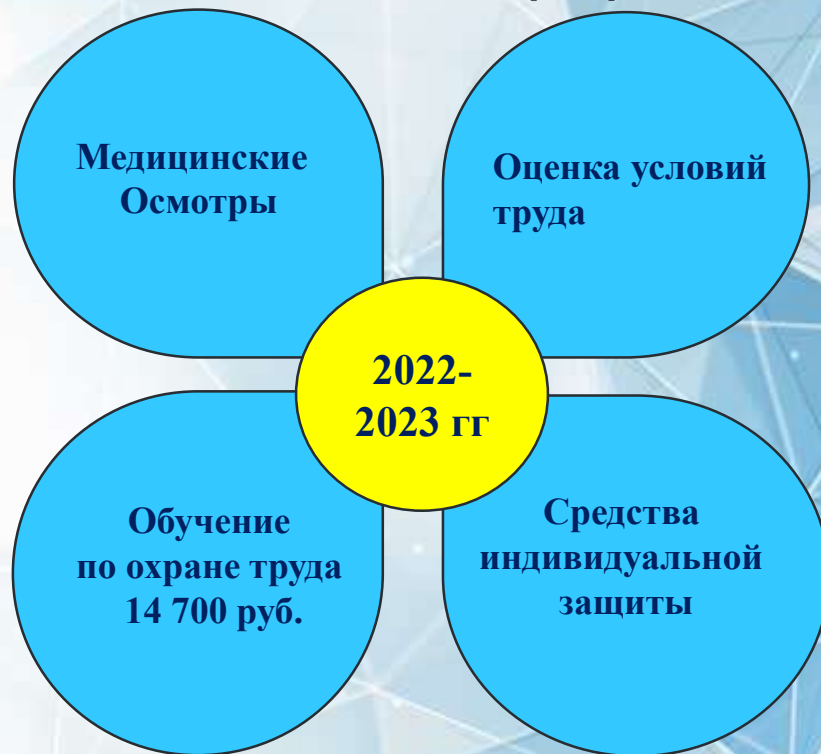 Медицинские
Осмотры
Оценка условий
труда
2022-
2023 гг
Обучение
по охране труда
14 700 руб.
Средства
индивидуальной
защиты